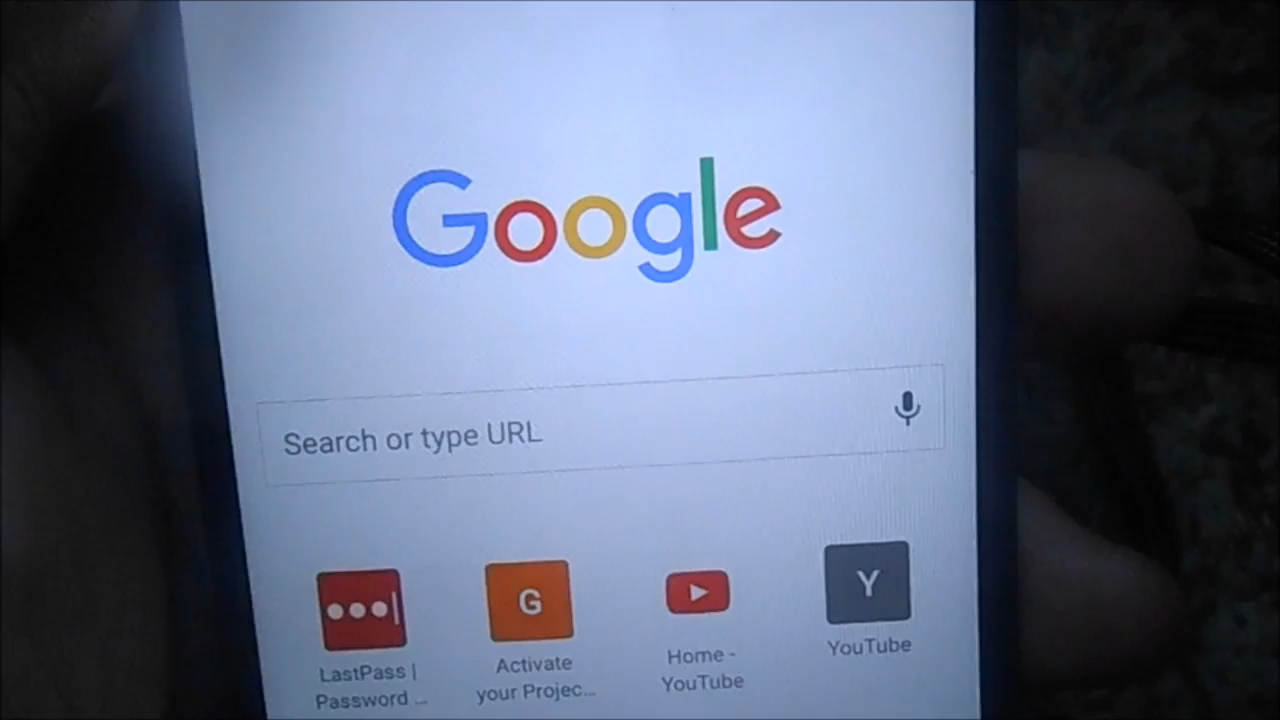 Google
Search or type URL
G
Y
LastPass |
Password ...
Activate
your Projec...
Home -
YouTube
YouTube